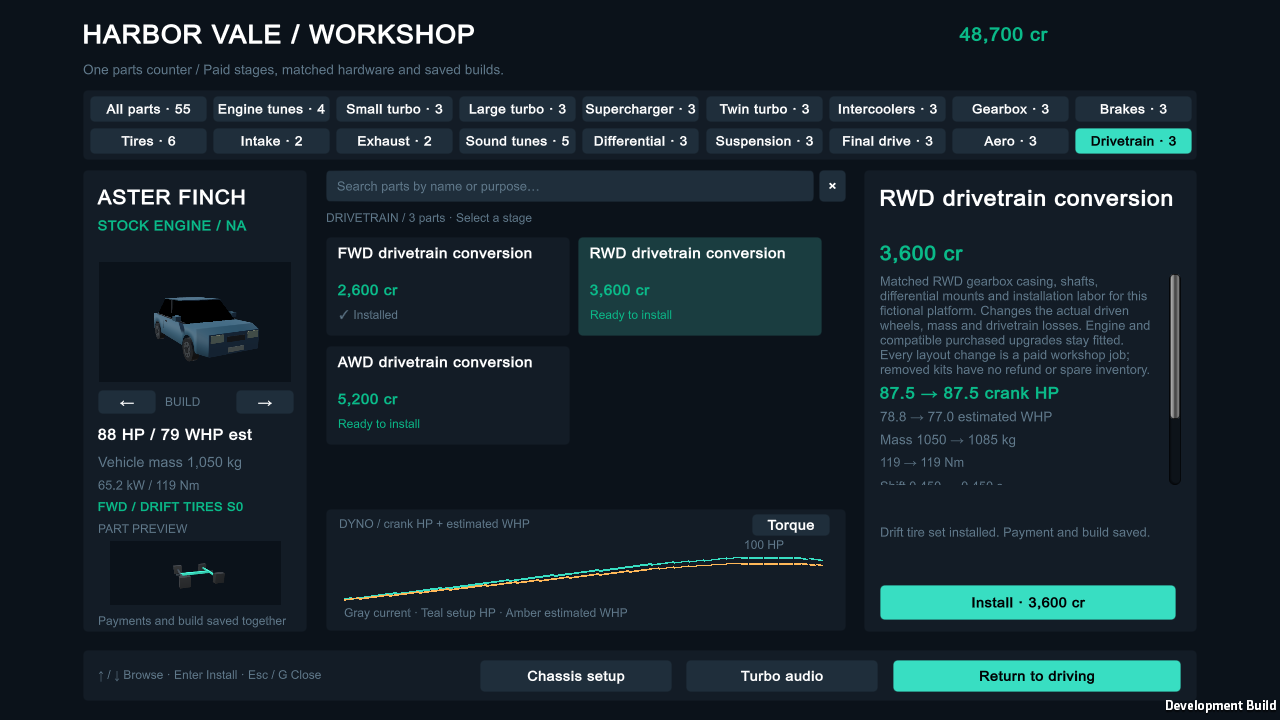 HARBOR VALE / WORKSHOP
48,700 cr
One parts counter / Paid stages, matched hardware and saved builds.
All parts · 55
Engine tunes · 4
Small turbo · 3
Large turbo · 3
Supercharger · 3
Twin turbo · 3
Intercoolers · 3
Gearbox · 3
Brakes · 3
Tires · 6
Intake · 2
Exhaust · 2
Sound tunes · 5
Differential · 3
Suspension · 3
Final drive · 3
Aero · 3
Drivetrain · 3
ASTER FINCH
STOCK ENGINE / NA
← BUILD →
88 HP / 79 WHP est
Vehicle mass 1,050 kg
65.2 kW / 119 Nm
FWD / DRIFT TIRES S0
PART PREVIEW
Payments and build saved together
Search parts by name or purpose…
×
DRIVETRAIN / 3 parts · Select a stage
FWD drivetrain conversion
2,600 cr
✓ Installed
RWD drivetrain conversion
3,600 cr
Ready to install
AWD drivetrain conversion
5,200 cr
Ready to install
DYNO / crank HP + estimated WHP
Torque
100 HP
Gray current · Teal setup HP · Amber estimated WHP
RWD drivetrain conversion
3,600 cr
Matched RWD gearbox casing, shafts,
differential mounts and installation labor for this
fictional platform. Changes the actual driven
wheels, mass and drivetrain losses. Engine and
compatible purchased upgrades stay fitted.
Every layout change is a paid workshop job;
removed kits have no refund or spare inventory.
87.5 → 87.5 crank HP
78.8 → 77.0 estimated WHP
Mass 1050 → 1085 kg
119 → 119 Nm
Drift tire set installed. Payment and build saved.
Install · 3,600 cr
↑ / ↓ Browse · Enter Install · Esc / G Close
Chassis setup
Turbo audio
Return to driving
Development Build